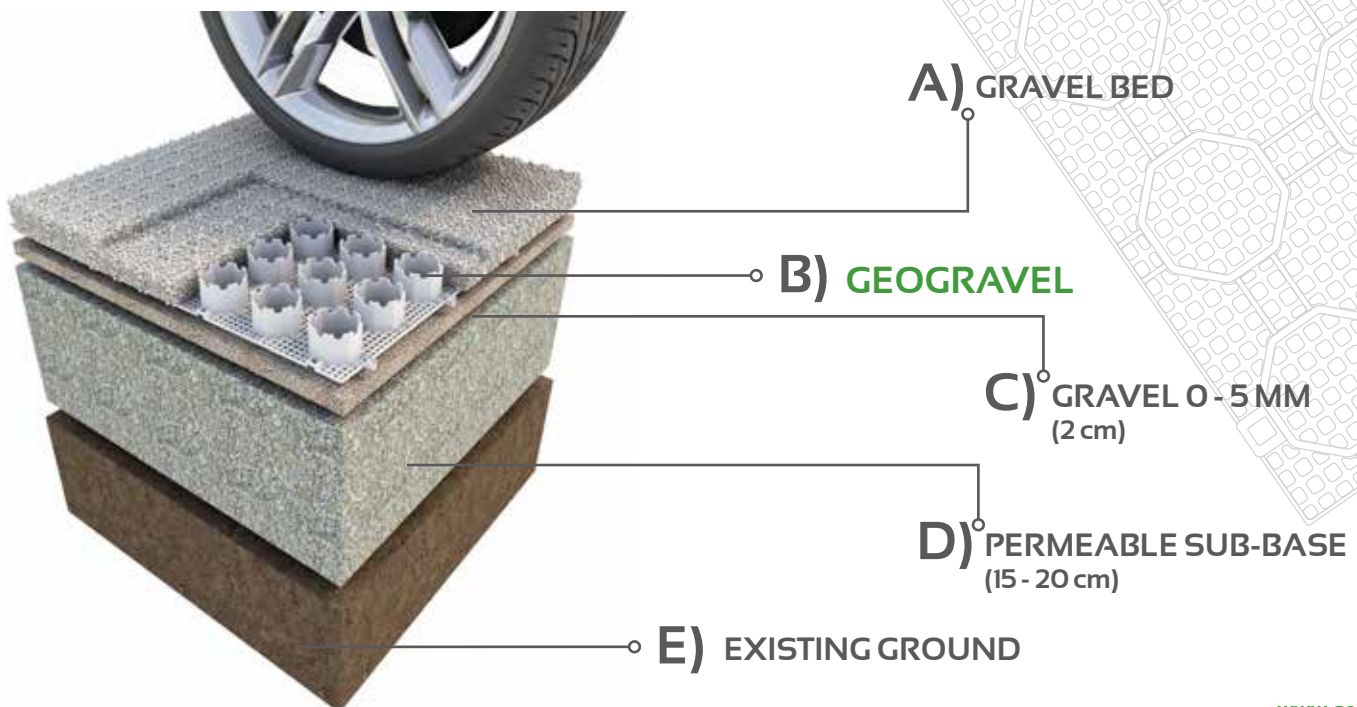 A) GRAVEL BED
B) GEOGRAVEL
C) GRAVEL 0 - 5 MM
(2 cm)
D) PERMEABLE SUB-BASE
(15 - 20 cm)
E) EXISTING GROUND